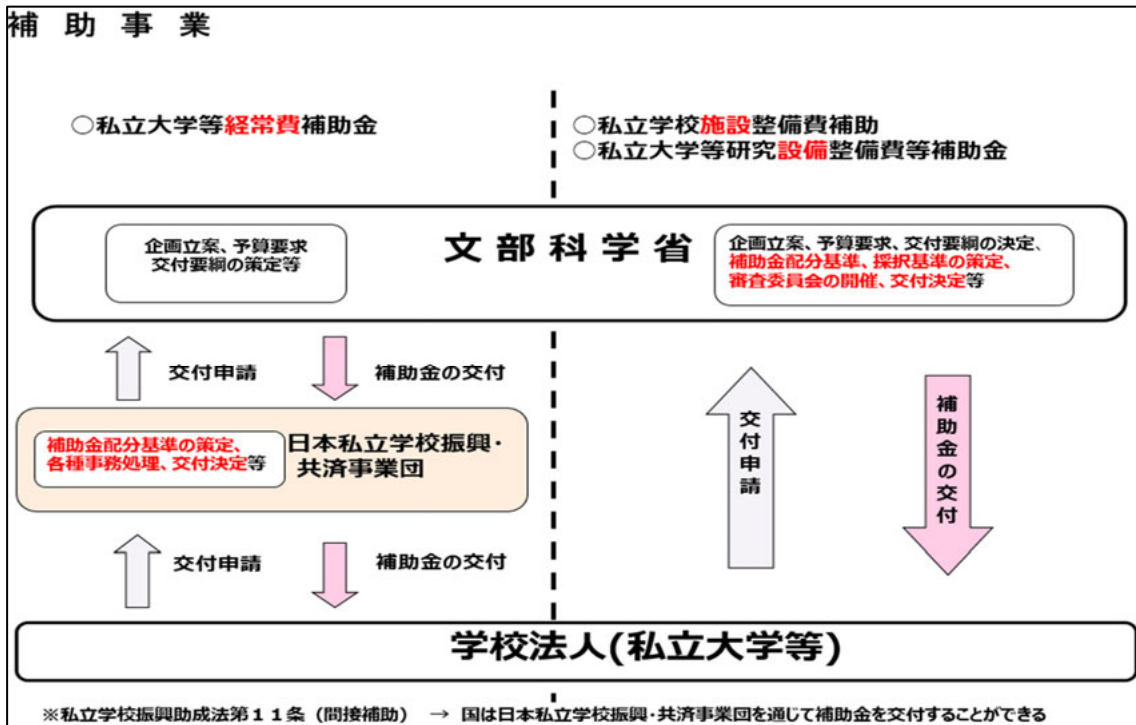 補助事業
○私立大学等経常費補助金
○私立学校施設整備費補助
○私立大学等研究設備整備費等補助金
企画立案、予算要求
交付要綱の策定等
文部科学省
企画立案、予算要求、交付要綱の決定、
補助金配分基準、採択基準の策定、
審査委員会の開催、交付決定等
交付申請
補助金の交付
補助金配分基準の策定、
各種事務処理、交付決定等
日本私立学校振興・
共済事業団
交付申請
補助金の交付
交付申請
補助金の交付
学校法人(私立大学等)
※私立学校振興助成法第１１条（間接補助） → 国は日本私立学校振興・共済事業団を通じて補助金を交付することができる